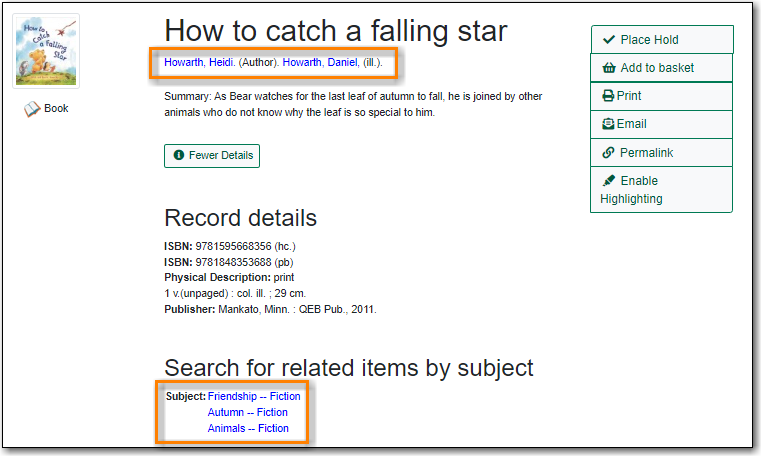 How to
Catch
a Falling
Star
Book
How to catch a falling star
Howarth, Heidi. (Author). Howarth, Daniel, (ill.).
Summary: As Bear watches for the last leaf of autumn to fall, he is joined by other
animals who do not know why the leaf is so special to him.
Fewer Details
Place Hold
Add to basket
Print
Email
Permalink
Enable
Highlighting
Record details
ISBN: 9781595668356 (hc.)
ISBN: 9781848353688 (pb)
Physical Description: print
1 v.(unpaged) : col. ill. ; 29 cm.
Publisher: Mankato, Minn. : QEB Pub., 2011.
Search for related items by subject
Subject: Friendship -- Fiction
Autumn -- Fiction
Animals -- Fiction